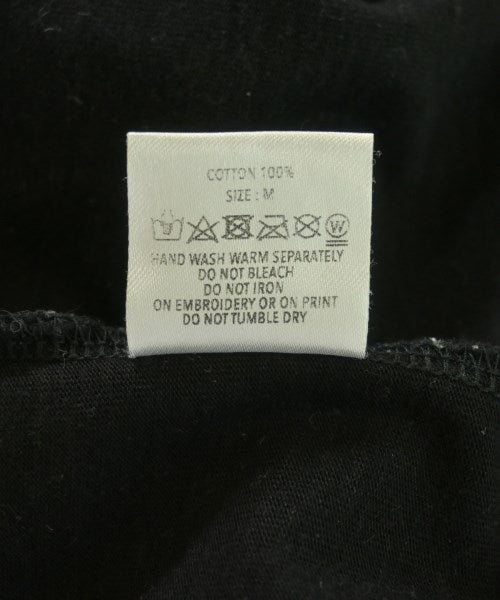 COTTON 100%
SIZE : M
W
HAND WASH WARM SEPARATELY
DO NOT BLEACH
DO NOT IRON
ON EMBROIDERY OR ON PRINT
DO NOT TUMBLE DRY